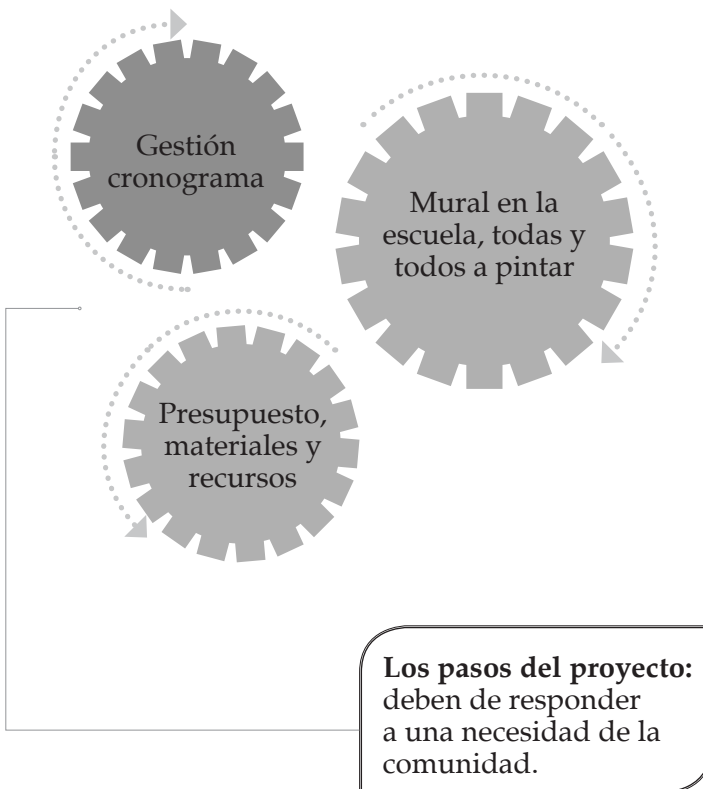 Gestión
cronograma
Mural en la
escuela, todas y
todos a pintar
Presupuesto,
materiales y
recursos
Los pasos del proyecto:
deben de responder
a una necesidad de la
comunidad.